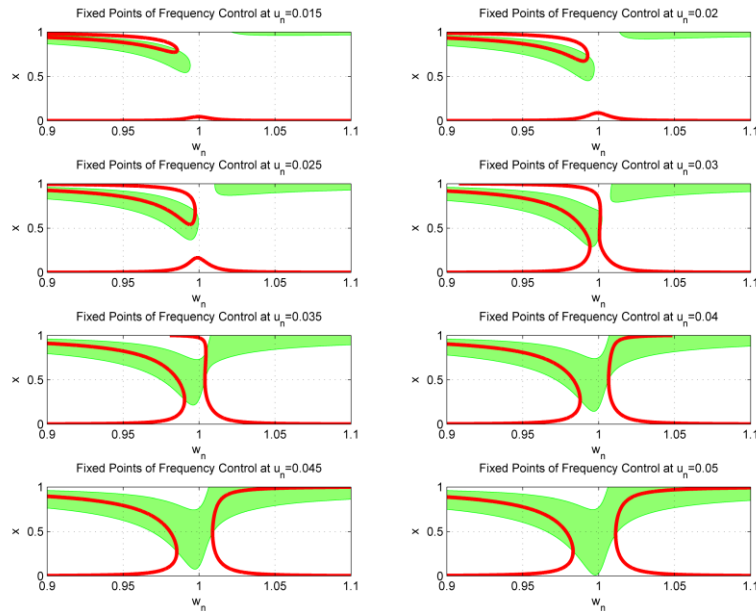 Fixed Points of Frequency Control at u_n=0.015
1
x
0.5
0
0.9 0.95 1 1.05 1.1
w_n
Fixed Points of Frequency Control at u_n=0.02
1
x
0.5
0
0.9 0.95 1 1.05 1.1
w_n
Fixed Points of Frequency Control at u_n=0.025
1
x
0.5
0
0.9 0.95 1 1.05 1.1
w_n
Fixed Points of Frequency Control at u_n=0.03
1
x
0.5
0
0.9 0.95 1 1.05 1.1
w_n
Fixed Points of Frequency Control at u_n=0.035
1
x
0.5
0
0.9 0.95 1 1.05 1.1
w_n
Fixed Points of Frequency Control at u_n=0.04
1
x
0.5
0
0.9 0.95 1 1.05 1.1
w_n
Fixed Points of Frequency Control at u_n=0.045
1
x
0.5
0
0.9 0.95 1 1.05 1.1
w_n
Fixed Points of Frequency Control at u_n=0.05
1
x
0.5
0
0.9 0.95 1 1.05 1.1
w_n